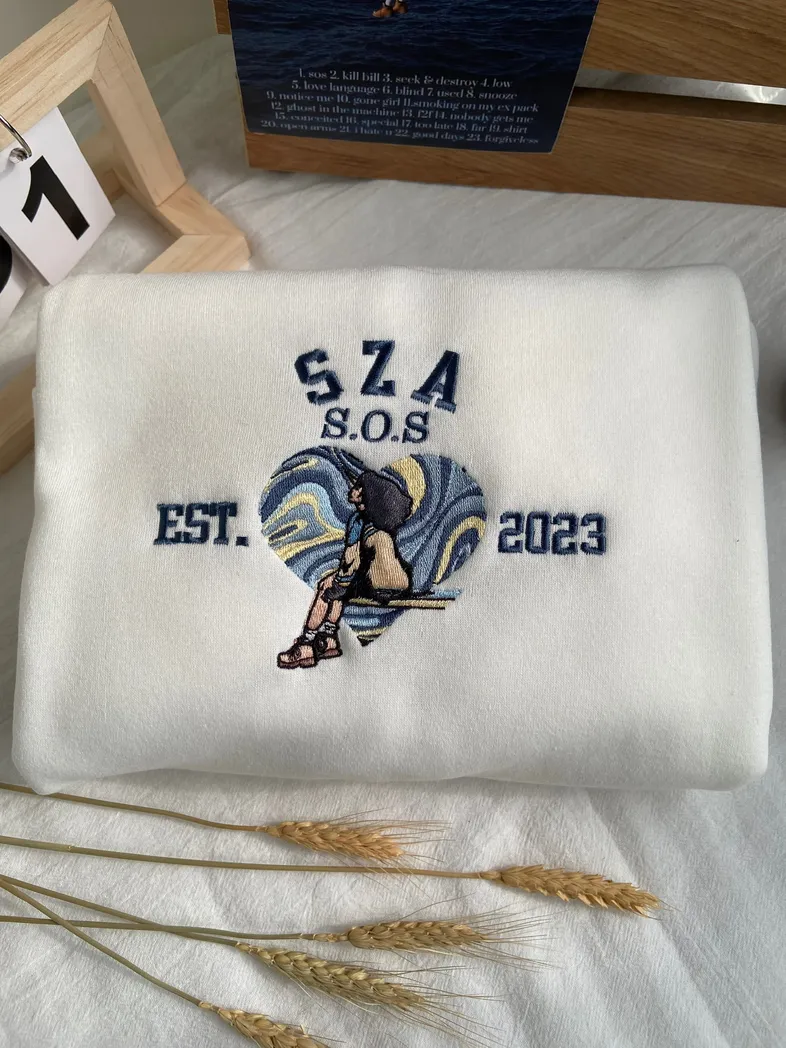 1. sos 2. kill bill 3. seek & destroy 4. low
5. love language 6. blind 7. used 8. snooze
9. notice me 10. gone girl 11.smoking on my ex pack
12. ghost in the machine 13. f2f 14. nobody gets me
15. conceited 16. special 17. too late 18. far 19. shirt
20. open arms 21. i hate u 22. good days 23. forgiveless
1
SZA
S.O.S
EST. 2023